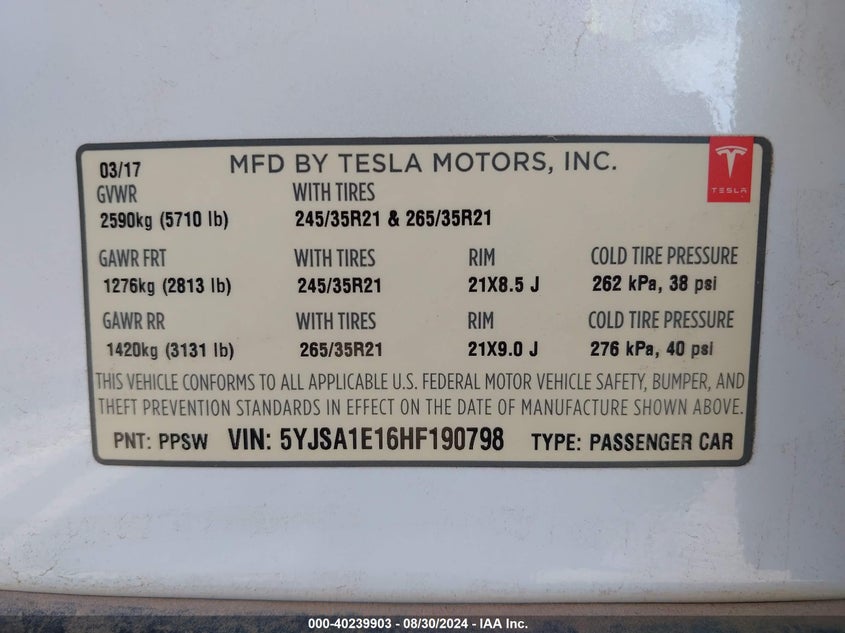 03/17 MFD BY TESLA MOTORS, INC.
TESLA
GVWR WITH TIRES
2590kg (5710 lb) 245/35R21 & 265/35R21
GAWR FRT WITH TIRES RIM COLD TIRE PRESSURE
1276kg (2813 lb) 245/35R21 21X8.5 J 262 kPa, 38 psi
GAWR RR WITH TIRES RIM COLD TIRE PRESSURE
1420kg (3131 lb) 265/35R21 21X9.0 J 276 kPa, 40 psi
THIS VEHICLE CONFORMS TO ALL APPLICABLE U.S. FEDERAL MOTOR VEHICLE SAFETY, BUMPER, AND
THEFT PREVENTION STANDARDS IN EFFECT ON THE DATE OF MANUFACTURE SHOWN ABOVE.
PNT: PPSW VIN: 5YJSA1E16HF190798 TYPE: PASSENGER CAR
000-40239903 - 08/30/2024 - IAA Inc.